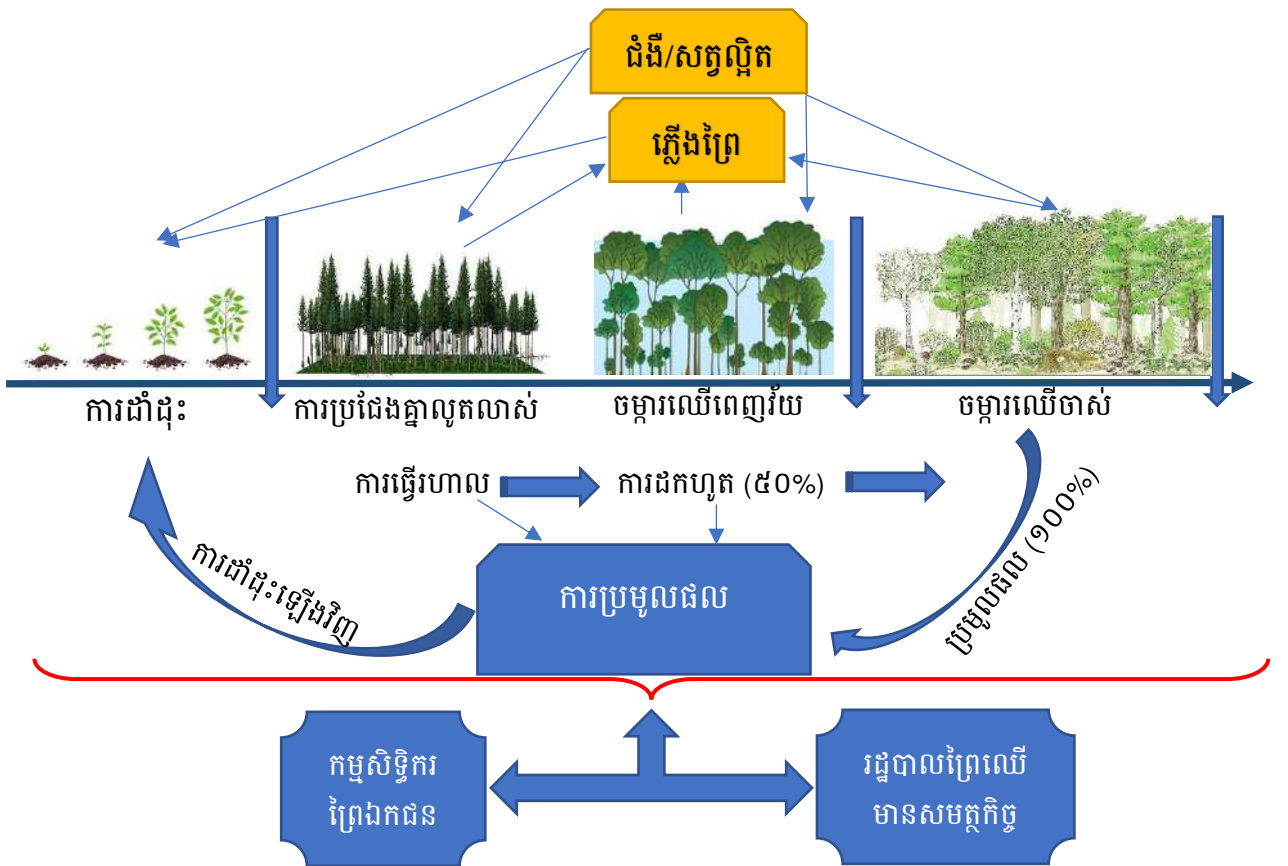 ជំងឺ/សត្វល្អិត
ភ្លើងព្រៃ
ការដាំដុះ
ការប្រជែងគ្នាលូតលាស់
ចម្ការឈើពេញវ័យ
ចម្ការឈើចាស់
ការធ្វើរហាល
ការដកហូត (៥០%)
ប្រមូលផល (១០០%)
ការដាំដុះឡើងវិញ
ការប្រមូលផល
កម្មសិទ្ធិករ
ព្រៃឯកជន
រដ្ឋបាលព្រៃឈើ
មានសមត្ថកិច្ច